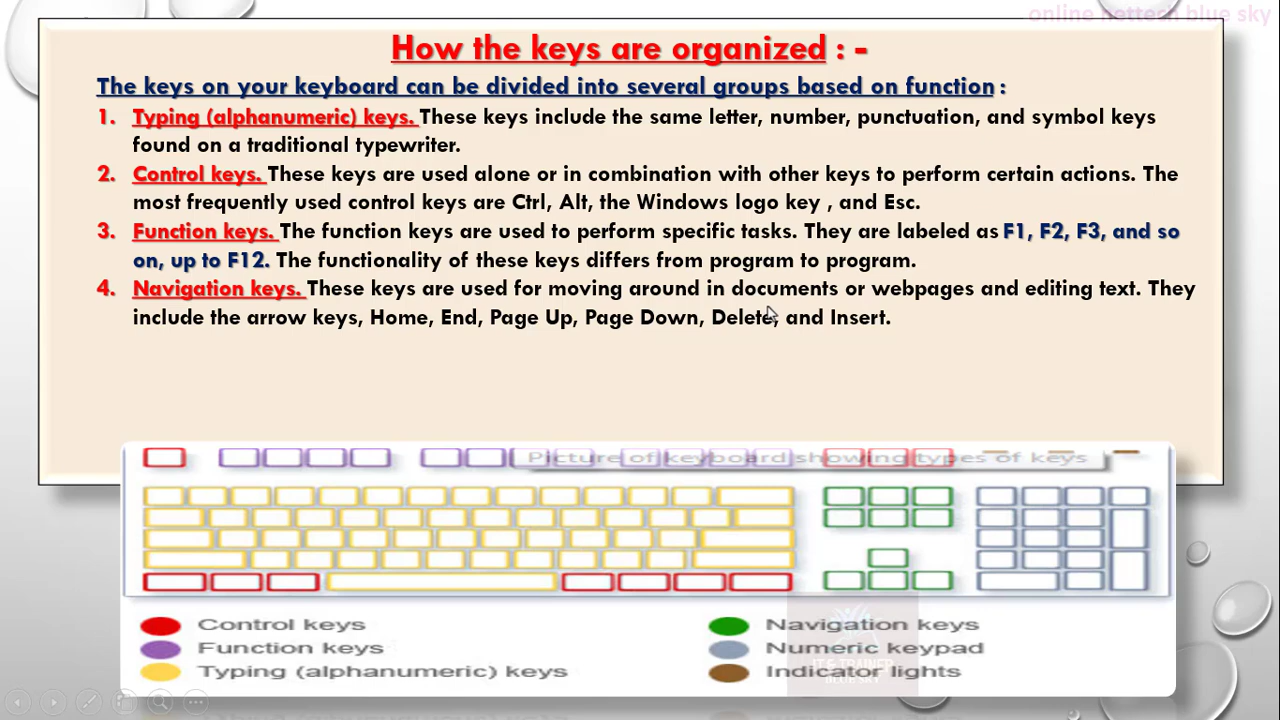 online nettech blue sky
How the keys are organized : -
The keys on your keyboard can be divided into several groups based on function :
1. Typing (alphanumeric) keys. These keys include the same letter, number, punctuation, and symbol keys
found on a traditional typewriter.
2. Control keys. These keys are used alone or in combination with other keys to perform certain actions. The
most frequently used control keys are Ctrl, Alt, the Windows logo key , and Esc.
3. Function keys. The function keys are used to perform specific tasks. They are labeled as F1, F2, F3, and so
on, up to F12. The functionality of these keys differs from program to program.
4. Navigation keys. These keys are used for moving around in documents or webpages and editing text. They
include the arrow keys, Home, End, Page Up, Page Down, Delete, and Insert.
Picture of keyboard showing types of keys
Control keys
Function keys
Typing (alphanumeric) keys
Navigation keys
Numeric keypad
Indicator lights
IT & TRAINER
BLUE SKY